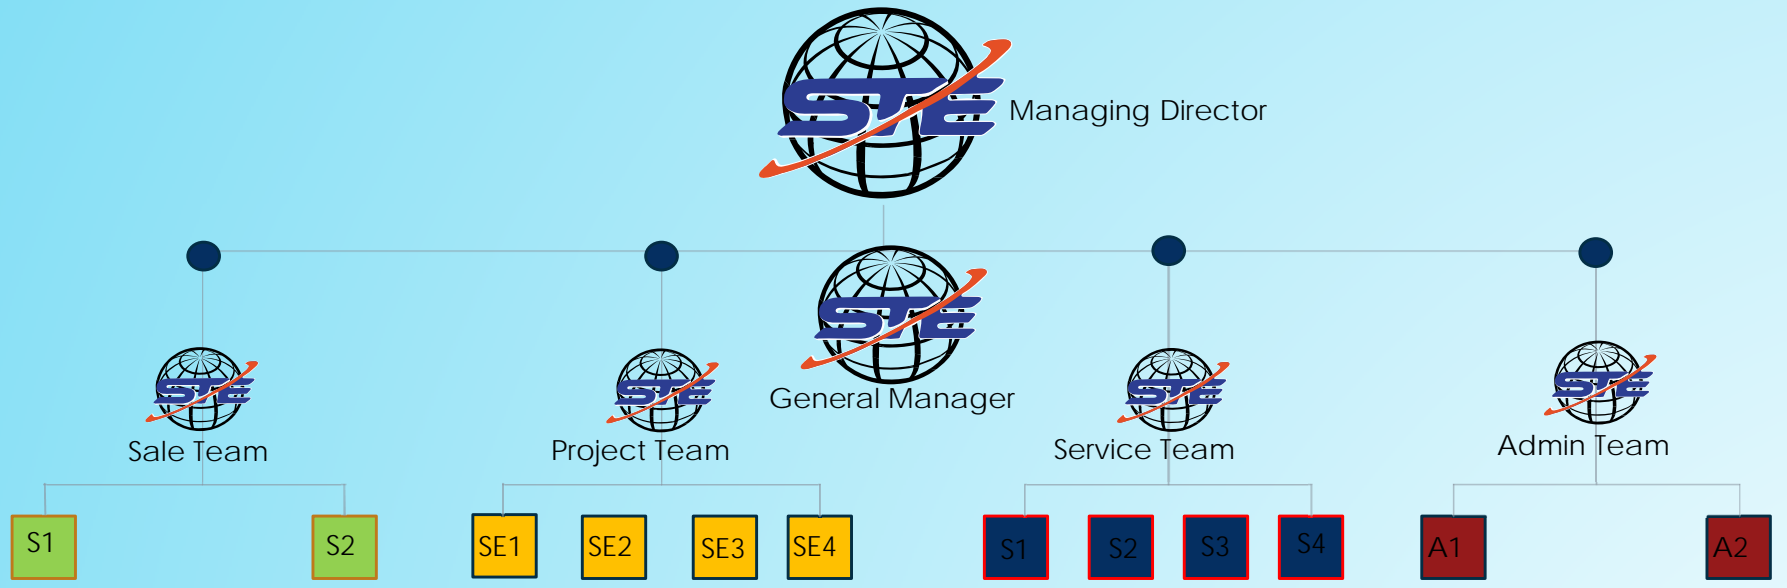 STE
Managing Director
STE
General Manager
STE
Sale Team
STE
Project Team
STE
Service Team
STE
Admin Team
S1
S2
SE1
SE2
SE3
SE4
S1
S2
S3
S4
A1
A2